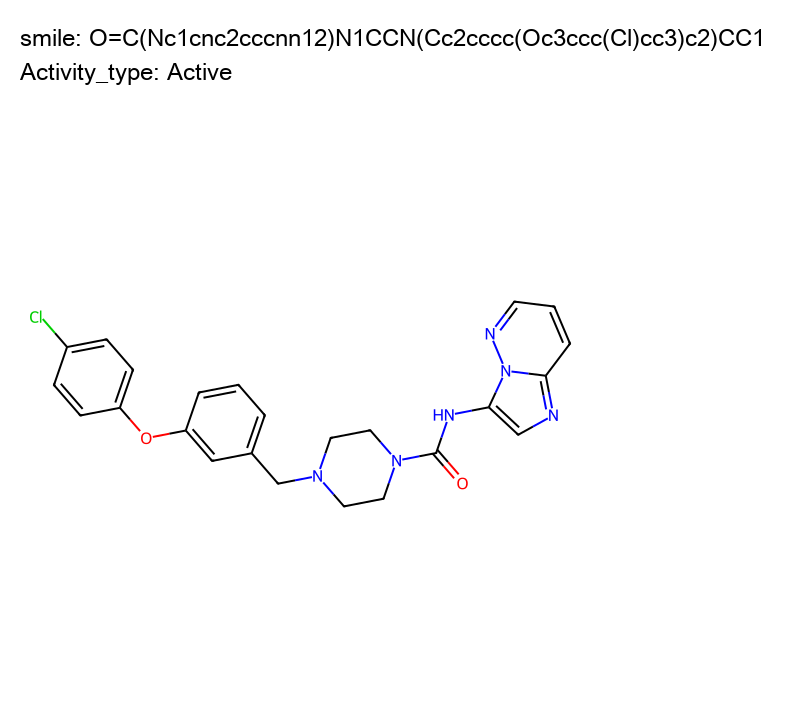 smile: O=C(Nc1cnc2cccnn12)N1CCN(Cc2cccc(Oc3ccc(Cl)cc3)c2)CC1
Activity_type: Active
Cl
N
N
HN
N
O
N
N
O